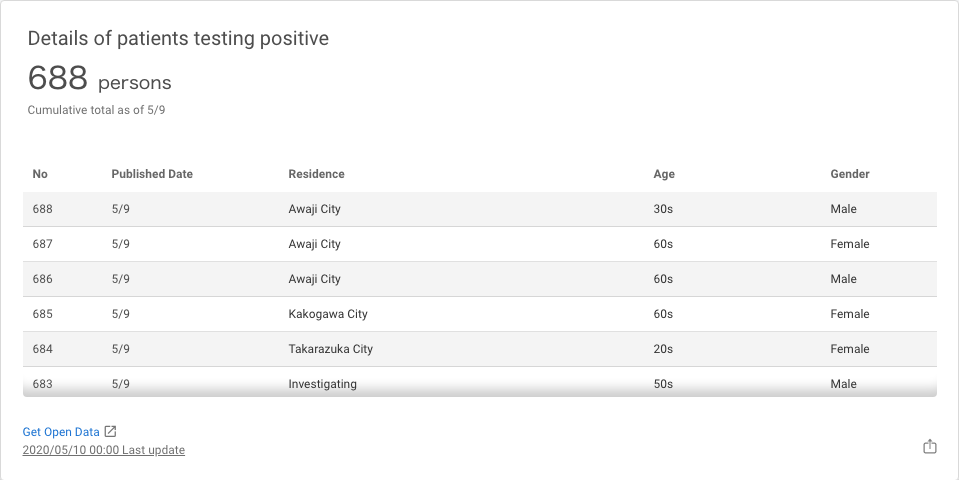 Details of patients testing positive
688 persons
Cumulative total as of 5/9
No Published Date Residence Age Gender
688 5/9 Awaji City 30s Male
687 5/9 Awaji City 60s Female
686 5/9 Awaji City 60s Male
685 5/9 Kakogawa City 60s Female
684 5/9 Takarazuka City 20s Female
683 5/9 Investigating 50s Male
Get Open Data
2020/05/10 00:00 Last update